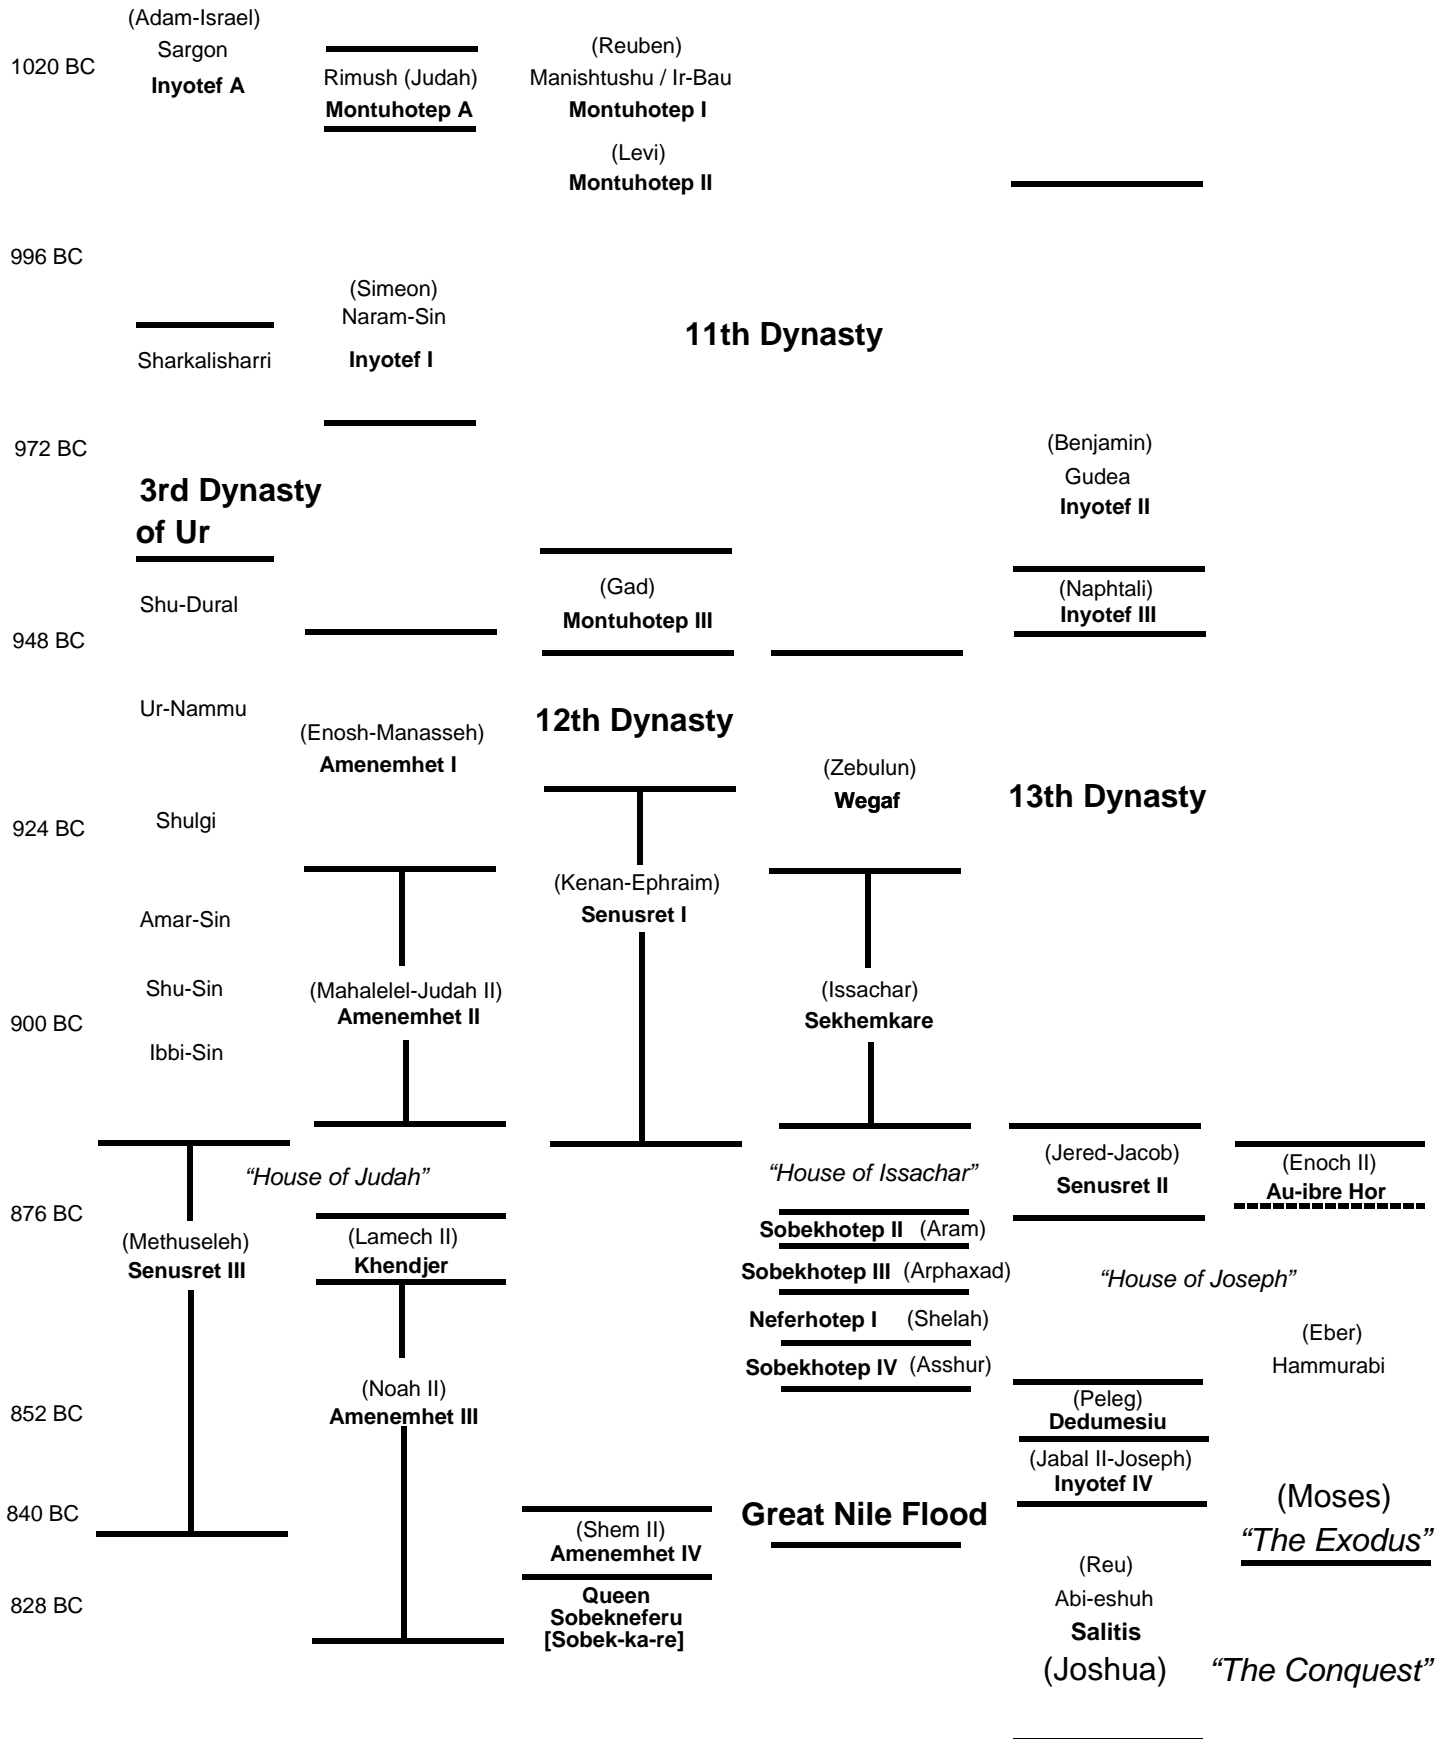 (Adam-Israel)
Sargon
Inyotef A
1020 BC
Rimush (Judah)
Montuhotep A
(Reuben)
Manishtushu / Ir-Bau
Montuhotep I
(Levi)
Montuhotep II
996 BC
(Simeon)
Naram-Sin
Inyotef I
Sharkalisharri
11th Dynasty
972 BC
(Benjamin)
Gudea
Inyotef II
3rd Dynasty
of Ur
Shu-Dural
(Gad)
Montuhotep III
(Naphtali)
Inyotef III
948 BC
Ur-Nammu
(Enosh-Manasseh)
Amenemhet I
12th Dynasty
(Zebulun)
Wegaf
13th Dynasty
924 BC
Shulgi
(Kenan-Ephraim)
Senusret I
Amar-Sin
Shu-Sin
(Mahalelel-Judah II)
Amenemhet II
(Issachar)
Sekhemkare
900 BC
Ibbi-Sin
“House of Judah”
“House of Issachar”
(Jered-Jacob)
Senusret II
(Enoch II)
Au-ibre Hor
876 BC
(Methuseleh)
Senusret III
(Lamech II)
Khendjer
Sobekhotep II (Aram)
Sobekhotep III (Arphaxad)
Neferhotep I (Shelah)
Sobekhotep IV (Asshur)
“House of Joseph”
(Eber)
Hammurabi
852 BC
(Noah II)
Amenemhet III
(Peleg)
Dedumesiu
(Jabal II-Joseph)
Inyotef IV
840 BC
(Shem II)
Amenemhet IV
Great Nile Flood
(Moses)
“The Exodus”
828 BC
Queen
Sobekneferu
[Sobek-ka-re]
(Reu)
Abi-eshuh
Salitis
(Joshua)
“The Conquest”